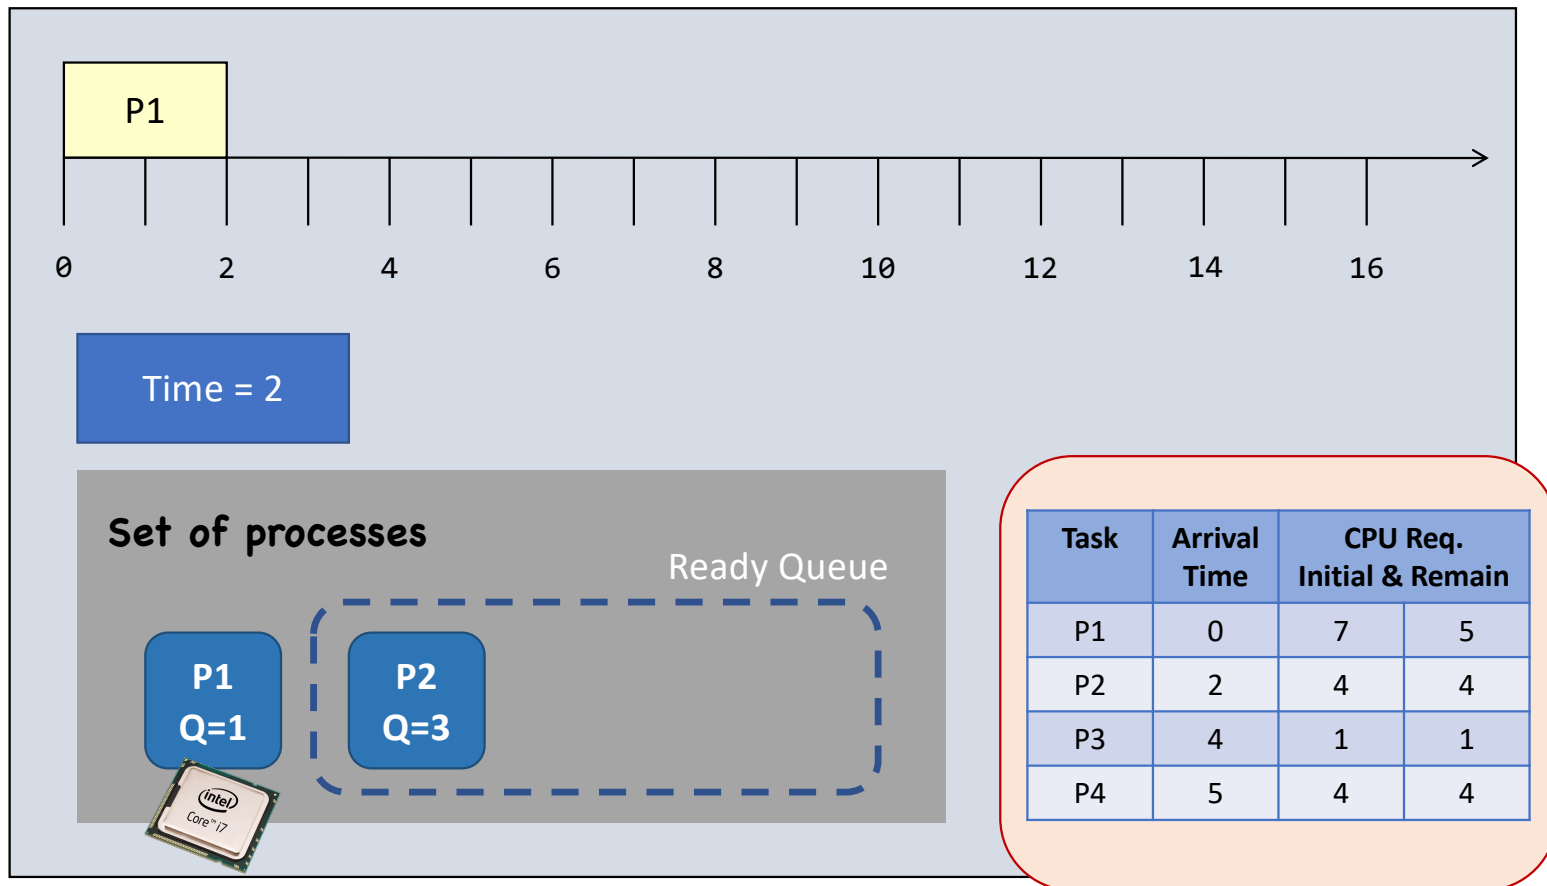 P1
0 2 4 6 8 10 12 14 16
Time = 2
Set of processes
Ready Queue
P1
Q=1
P2
Q=3
intel
Core™ i7
Task Arrival Time CPU Req. Initial & Remain
P1 0 7 5
P2 2 4 4
P3 4 1 1
P4 5 4 4